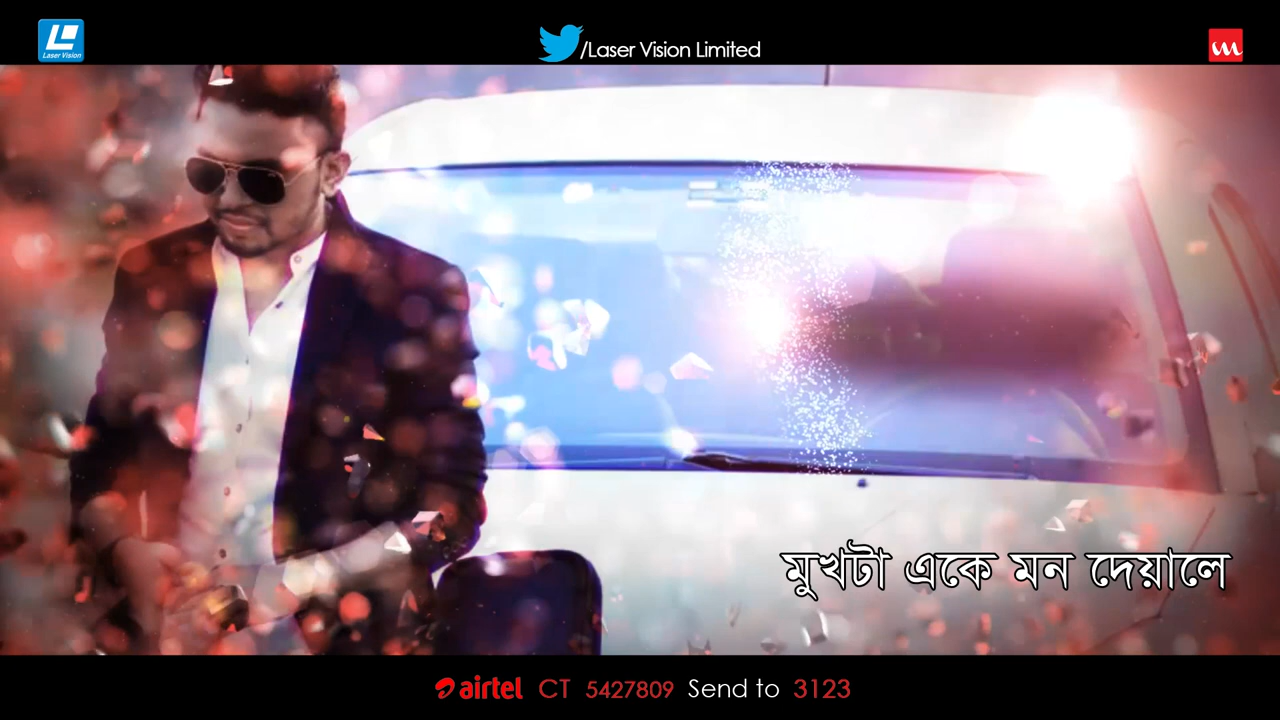 Laser Vision
/Laser Vision Limited
মুখটা একে মন দেয়ালে
airtel CT 5427809 Send to 3123